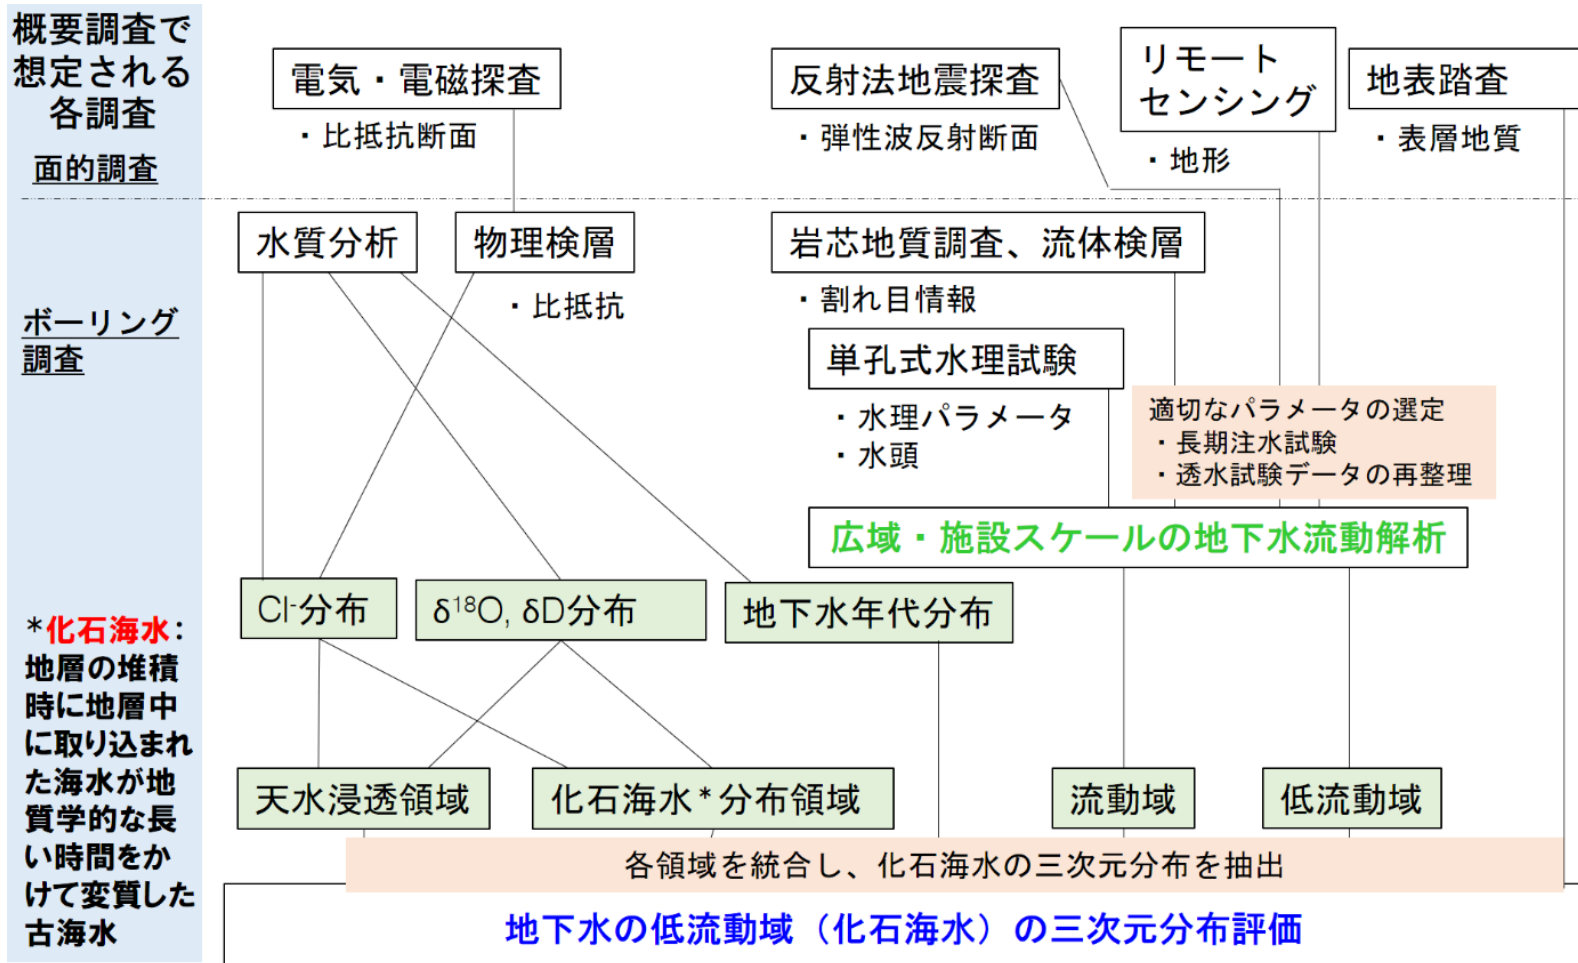 概要調査で
想定される
各調査
面的調査
電気・電磁探査
・比抵抗断面
反射法地震探査
・弾性波反射断面
リモート
センシング
・地形
地表踏査
・表層地質
ボーリング
調査
水質分析
物理検層
・比抵抗
岩芯地質調査、流体検層
・割れ目情報
単孔式水理試験
・水理パラメータ
・水頭
適切なパラメータの選定
・長期注水試験
・透水試験データの再整理
広域・施設スケールの地下水流動解析
Cl-分布
δ18O, δD分布
地下水年代分布
*化石海水:
地層の堆積
時に地層中
に取り込まれ
た海水が地
質学的な長
い時間をか
けて変質した
古海水
天水浸透領域
化石海水*分布領域
流動域
低流動域
各領域を統合し、化石海水の三次元分布を抽出
地下水の低流動域（化石海水）の三次元分布評価